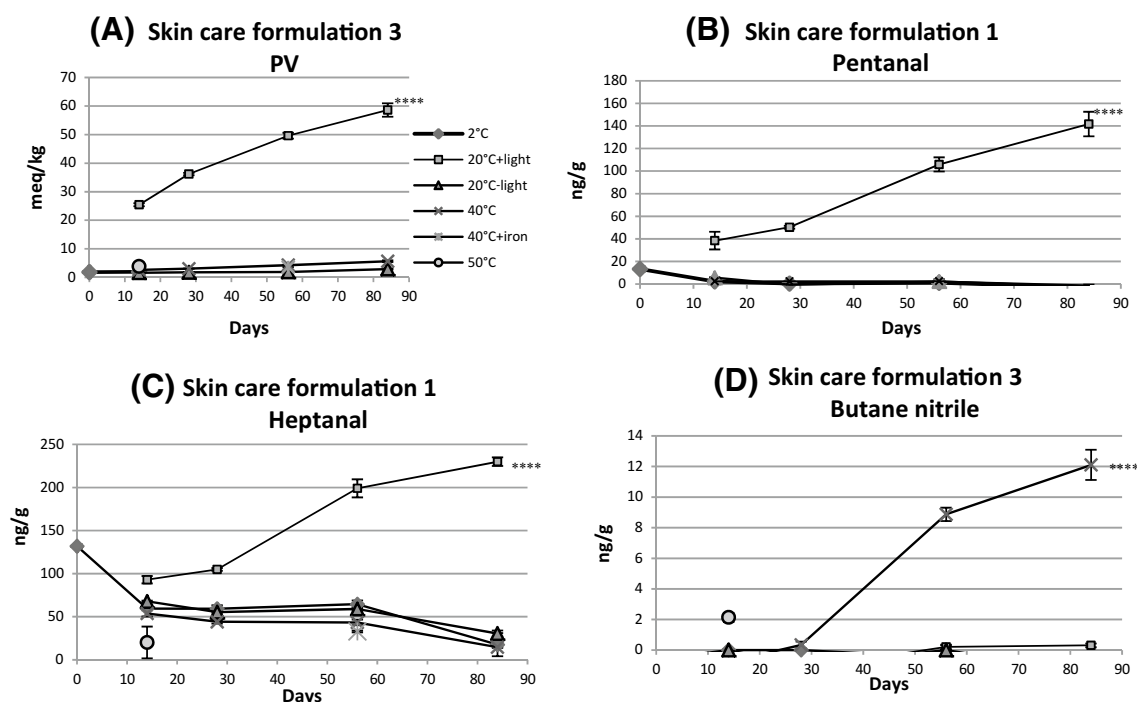 (A) Skin care formulation 3
PV
70
60
50
40
30
20
10
0
meq/kg
0 10 20 30 40 50 60 70 80 90
Days
****
2°C
20°C+light
20°C-light
40°C
40°C+iron
50°C
(B) Skin care formulation 1
Pentanal
180
160
140
120
100
80
60
40
20
0
ng/g
0 10 20 30 40 50 60 70 80 90
Days
****
(C) Skin care formulation 1
Heptanal
250
200
150
100
50
0
ng/g
0 10 20 30 40 50 60 70 80 90
Days
****
(D) Skin care formulation 3
Butane nitrile
14
12
10
8
6
4
2
0
ng/g
0 10 20 30 40 50 60 70 80 90
Days
****